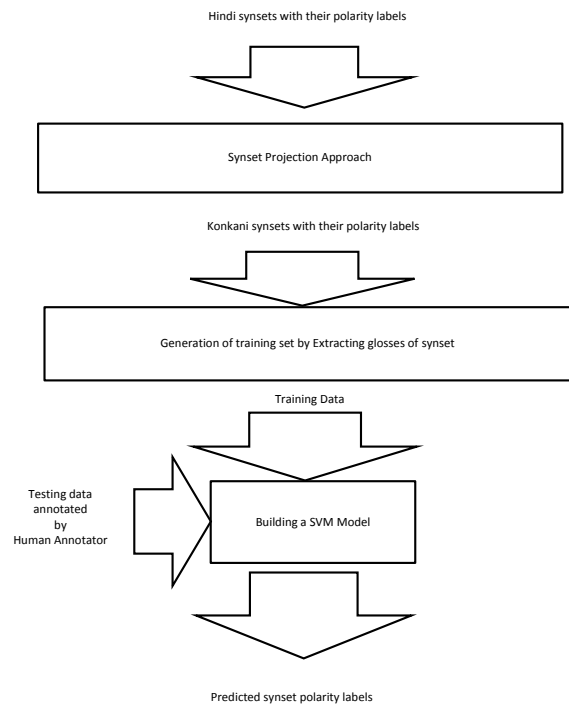 Hindi synsets with their polarity labels
Synset Projection Approach
Konkani synsets with their polarity labels
Generation of training set by Extracting glosses of synset
Training Data
Testing data
annotated
by
Human Annotator
Building a SVM Model
Predicted synset polarity labels